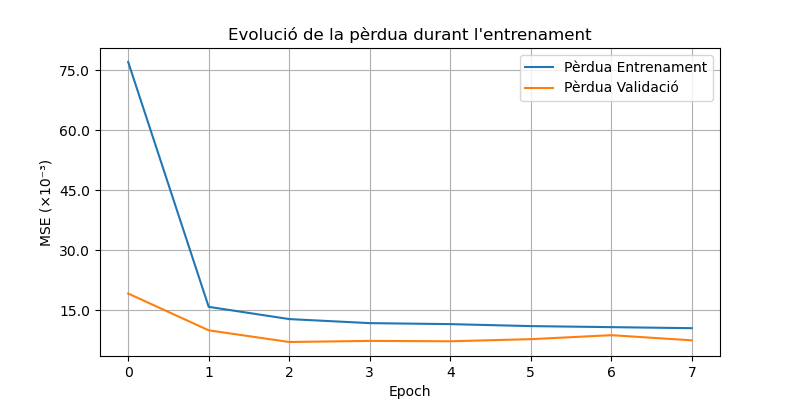 Evolució de la pèrdua durant l'entrenament
Pèrdua Entrenament
Pèrdua Validació
75.0
60.0
45.0
30.0
15.0
MSE (×10⁻³)
0 1 2 3 4 5 6 7
Epoch